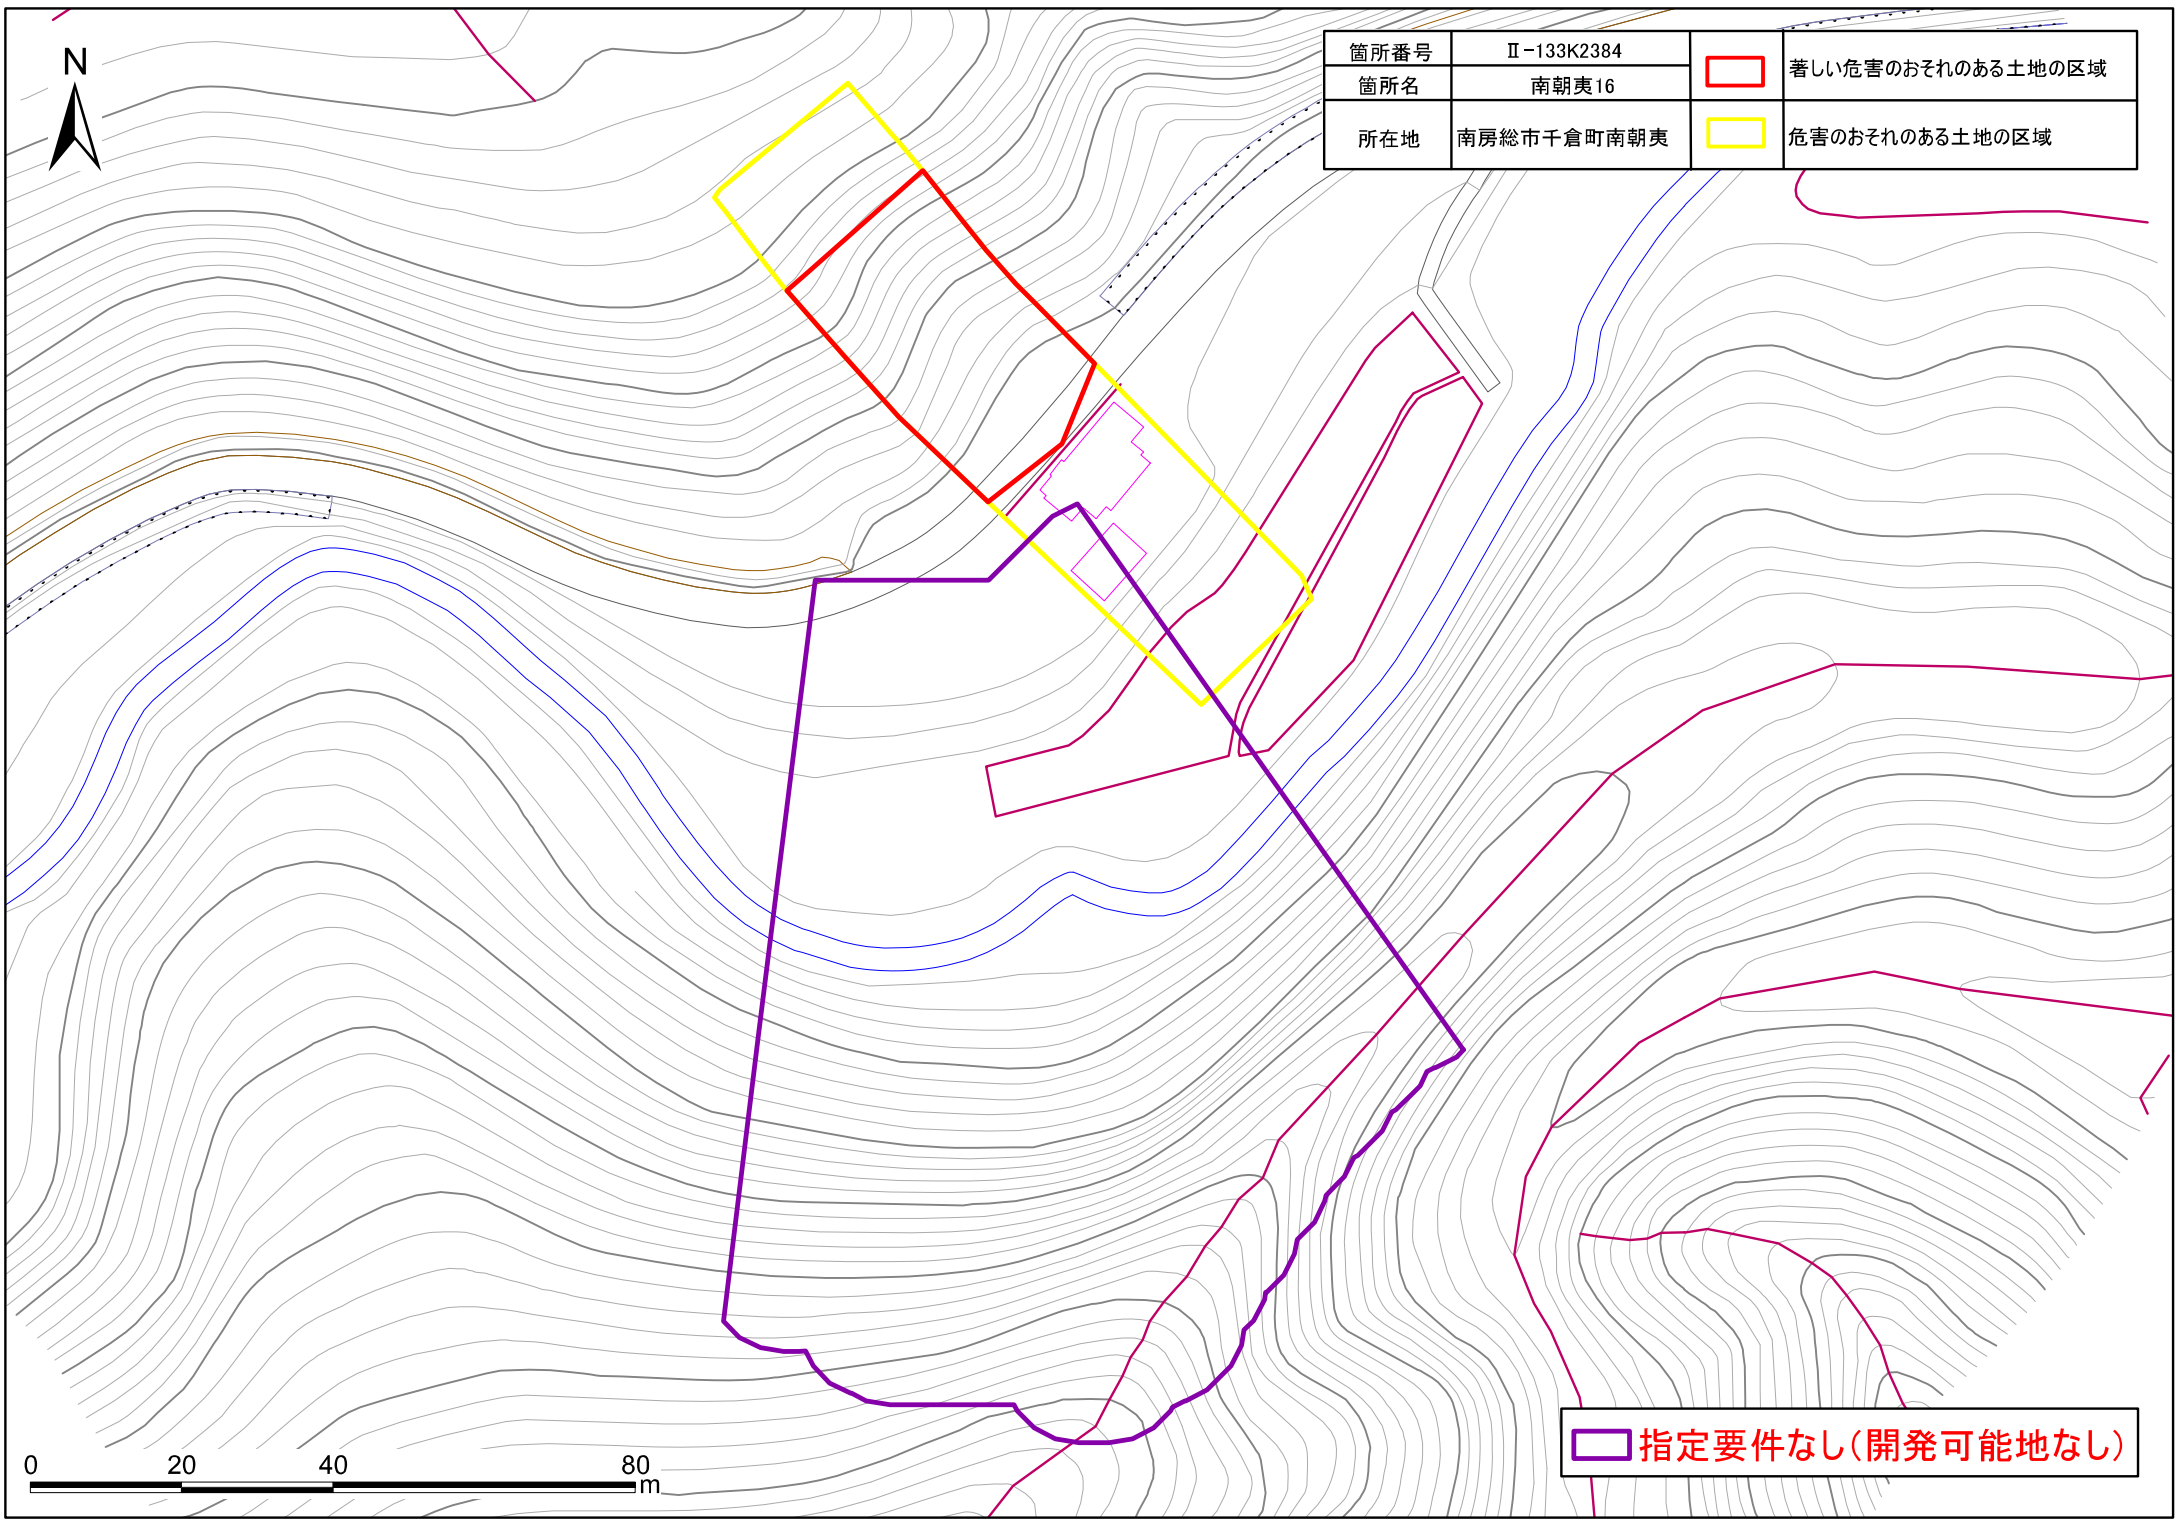 N
箇所番号 Ⅱ-133K2384
箇所名 南朝夷16
所在地 南房総市千倉町南朝夷
著しい危害のおそれのある土地の区域
危害のおそれのある土地の区域
指定要件なし(開発可能地なし)
0 20 40 80
m